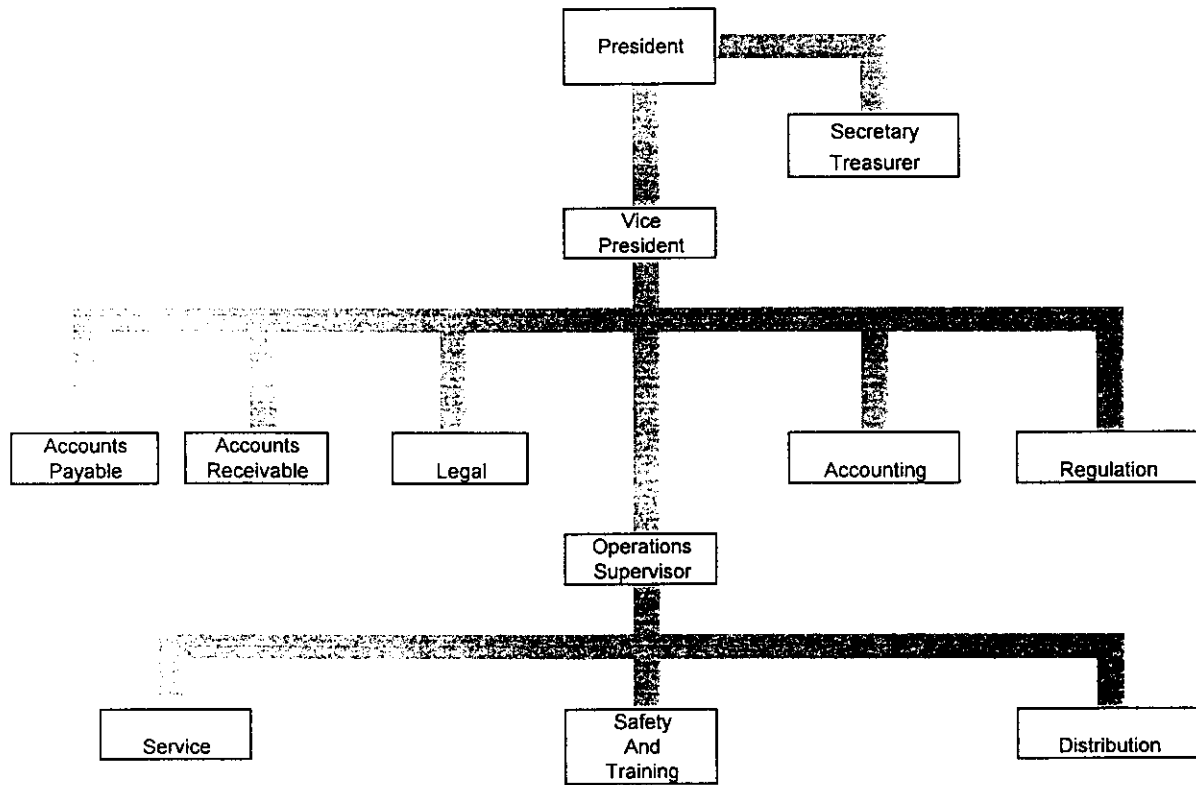 President
Secretary
Treasurer
Vice
President
Accounts
Payable
Accounts
Receivable
Legal
Accounting
Regulation
Operations
Supervisor
Service
Safety
And
Training
Distribution